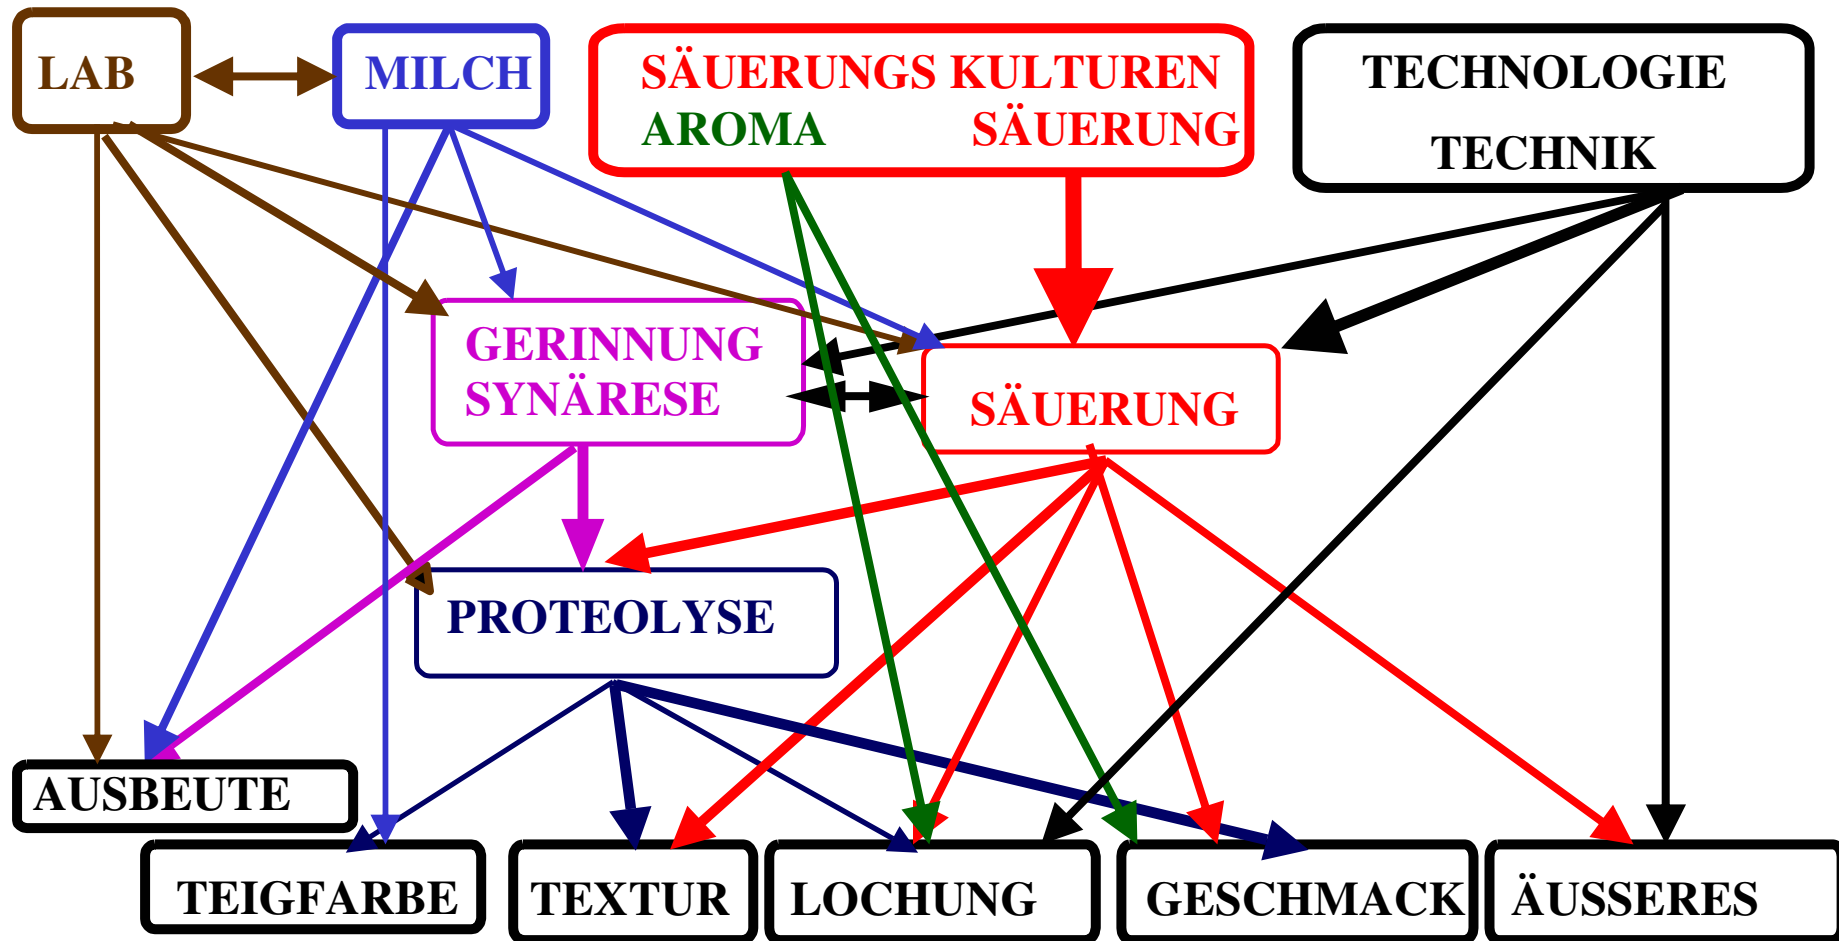 LAB
MILCH
SÄUERUNGS KULTUREN
AROMA SÄUERUNG
TECHNOLOGIE
TECHNIK
GERINNUNG
SYNÄRESE
SÄUERUNG
PROTEOLYSE
AUSBEUTE
TEIGFARBE
TEXTUR
LOCHUNG
GESCHMACK
ÄUSSERES